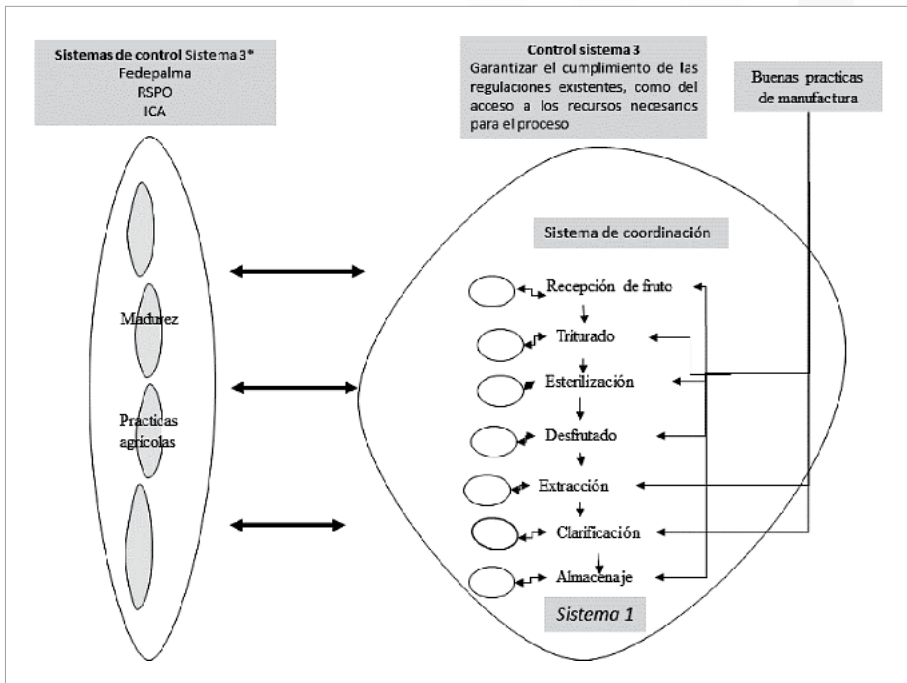 Sistemas de control Sistema 3*
Fedepalma
RSPO
ICA
Control sistema 3
Garantizar el cumplimiento de las
regulaciones existentes, como del
acceso a los recursos necesarios
para el proceso
Buenas practicas
de manufactura
Sistema de coordinación
Recepción de fruto
Triturado
Esterilización
Desfrutado
Extracción
Clarificación
Almacenaje
Sistema 1
Madurez
Practicas
agrícolas